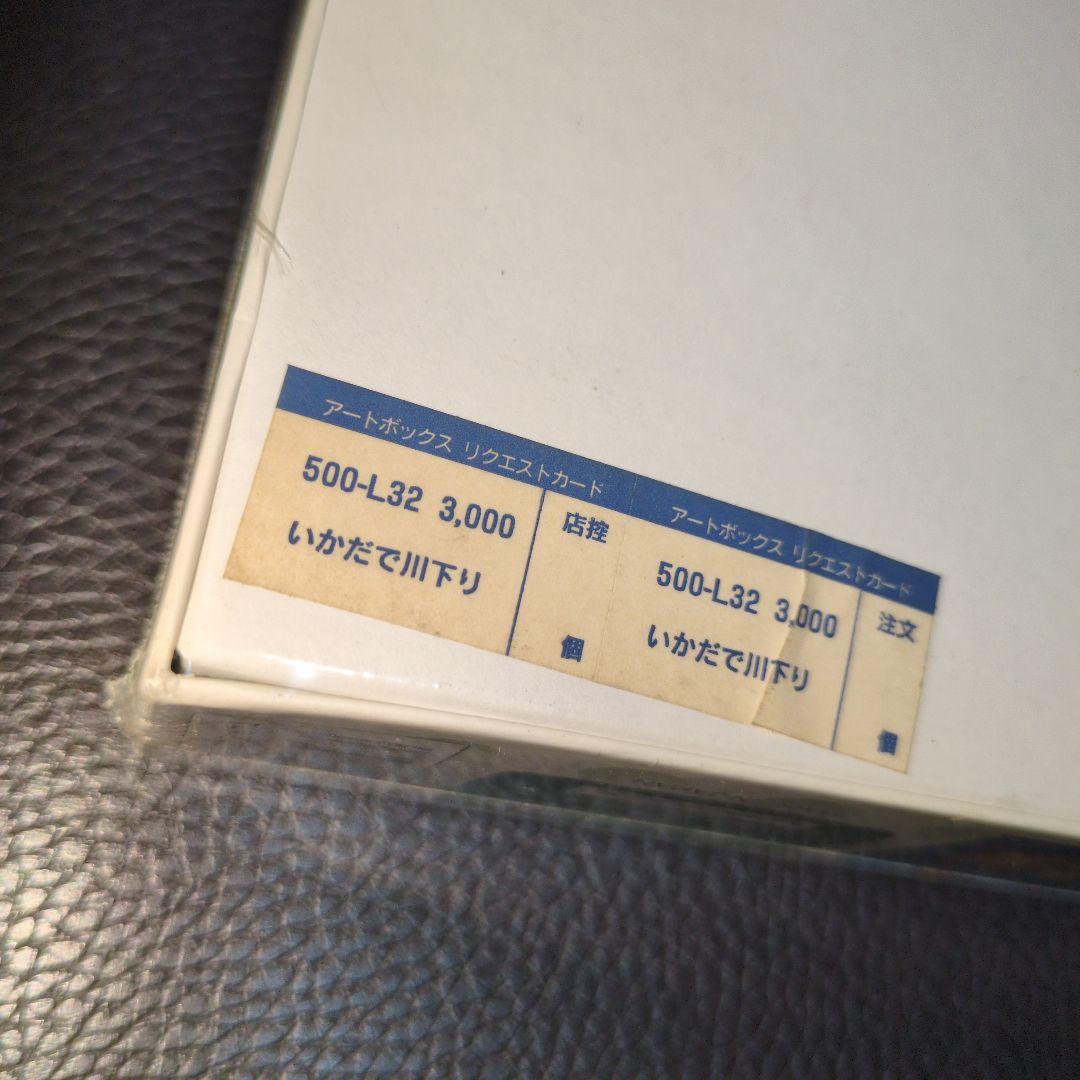 アートボックス リクエストカード
500-L32 3,000
いかだで川下り
店控
個
アートボックス リクエストカード
500-L32 3,000
いかだで川下り
注文
個